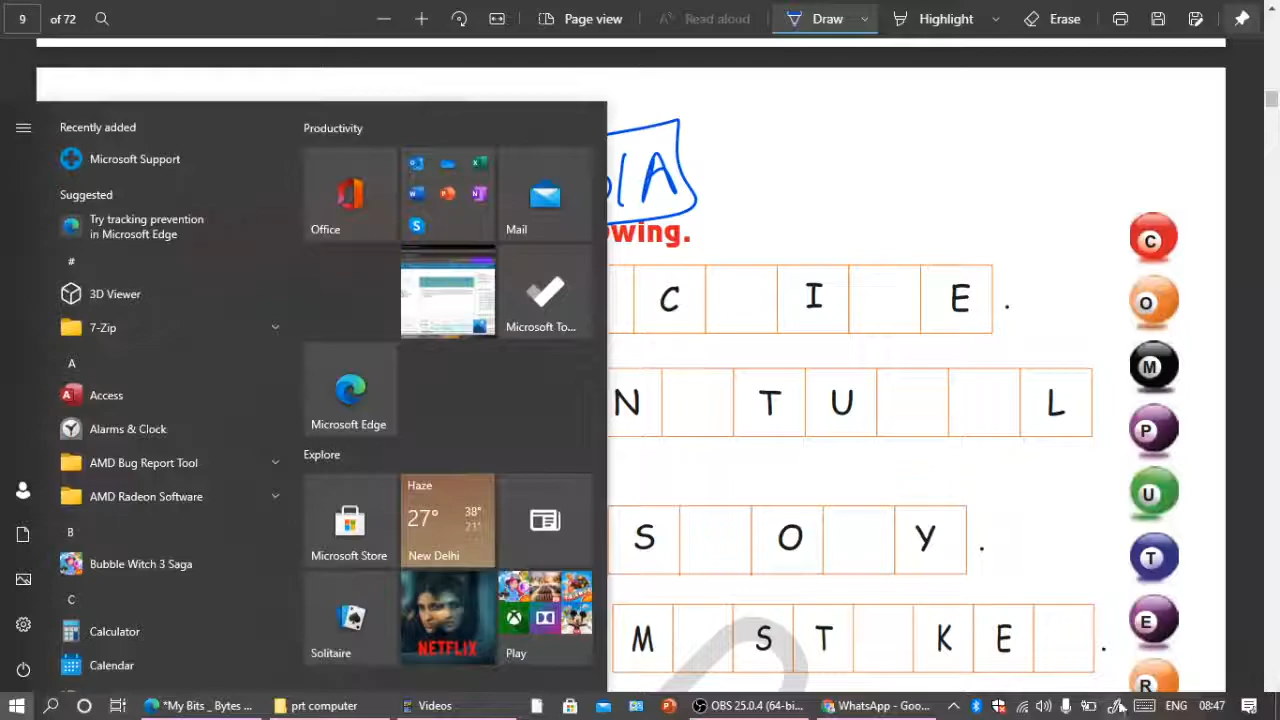 9 of 72 Page view Read aloud Draw Highlight Erase
Recently added
Microsoft Support
Suggested
Try tracking prevention
in Microsoft Edge
#
3D Viewer
7-Zip
A
Access
Alarms & Clock
AMD Bug Report Tool
AMD Radeon Software
B
Bubble Witch 3 Saga
C
Calculator
Calendar
Productivity
Office
Mail
Microsoft To...
Microsoft Edge
Explore
Microsoft Store
Haze
27° 38°
21°
New Delhi
Solitaire
NETFLIX
Play
A
owing.
C I E .
N T U L
S O Y .
M S T K E .
C
O
M
P
U
T
E
R
*My Bits _ Bytes ... prt computer Videos OBS 25.0.4 (64-bi... WhatsApp - Goo... ENG 08:47